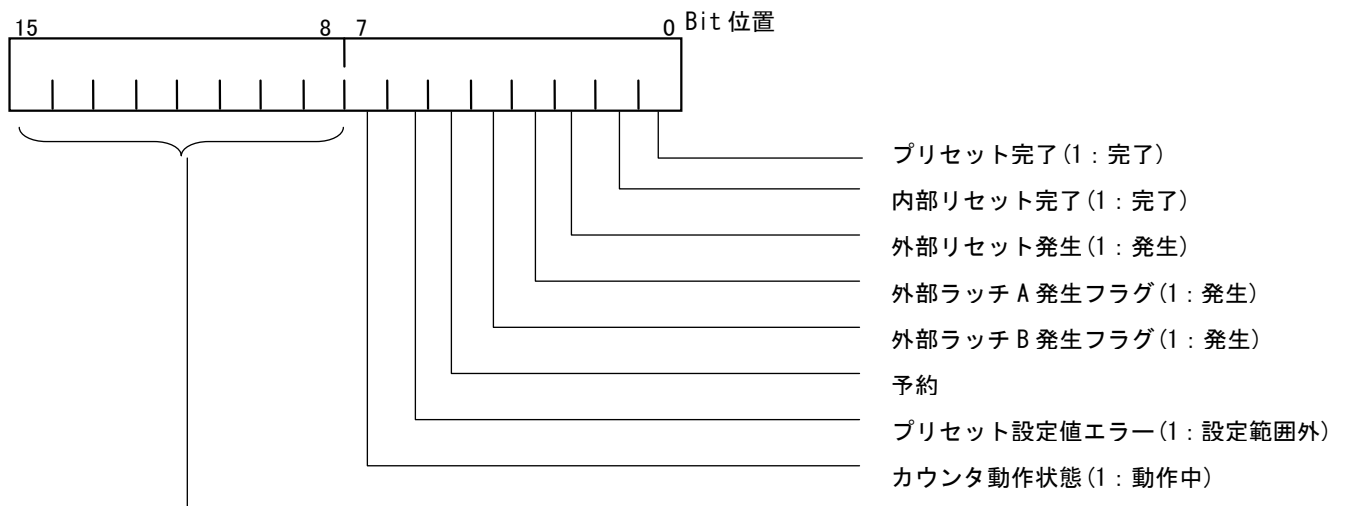 15 8 7 0 Bit 位置
プリセット完了(1：完了)
内部リセット完了(1：完了)
外部リセット発生(1：発生)
外部ラッチ A 発生フラグ(1：発生)
外部ラッチ B 発生フラグ(1：発生)
予約
プリセット設定値エラー(1：設定範囲外)
カウンタ動作状態(1：動作中)